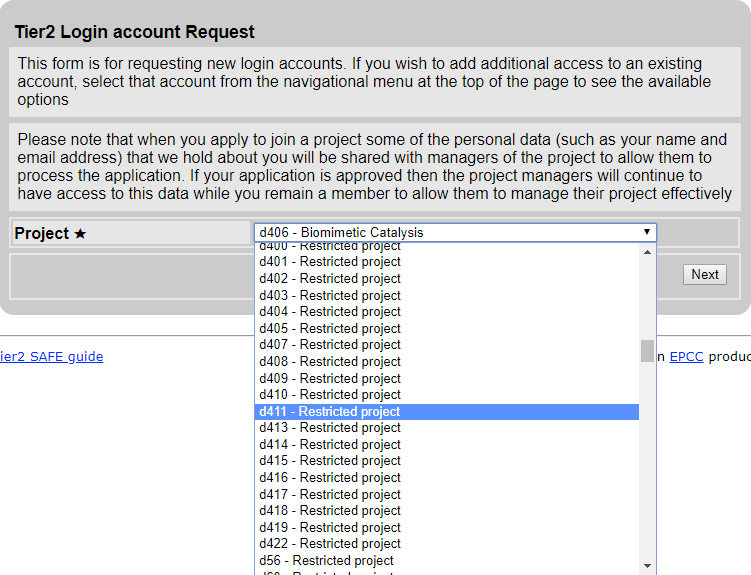 Tier2 Login account Request
This form is for requesting new login accounts. If you wish to add additional access to an existing
account, select that account from the navigational menu at the top of the page to see the available
options
Please note that when you apply to join a project some of the personal data (such as your name and
email address) that we hold about you will be shared with managers of the project to allow them to
process the application. If your application is approved then the project managers will continue to
have access to this data while you remain a member to allow them to manage their project effectively
Project ★
d406 - Biomimetic Catalysis
d400 - Restricted project
d401 - Restricted project
d402 - Restricted project
d403 - Restricted project
d404 - Restricted project
d405 - Restricted project
d407 - Restricted project
d408 - Restricted project
d409 - Restricted project
d410 - Restricted project
d411 - Restricted project
d413 - Restricted project
d414 - Restricted project
d415 - Restricted project
d416 - Restricted project
d417 - Restricted project
d418 - Restricted project
d419 - Restricted project
d422 - Restricted project
d56 - Restricted project
Next
ier2 SAFE guide
n EPCC produc